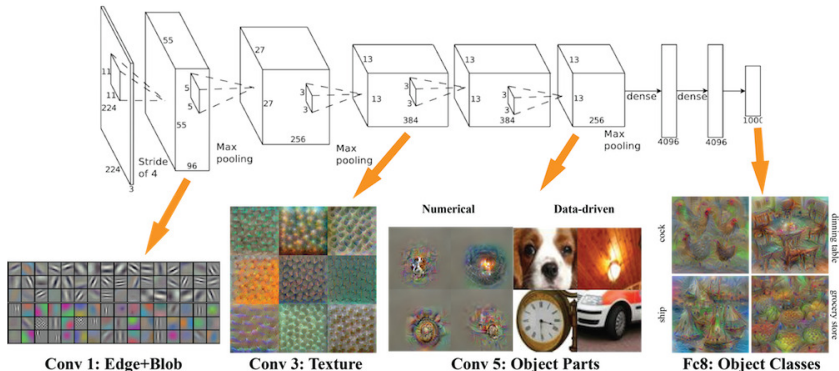 55
27
13
13
13
11
5
3
3
3
11
5
27
3
13
3
13
3
13
dense
dense
224
55
384
384
256
1000
256
Max
pooling
4096
4096
Stride
of 4
Max
pooling
Max
pooling
224
96
3
Numerical
Data-driven
cock
dinning table
ship
grocery store
Conv 1: Edge+Blob
Conv 3: Texture
Conv 5: Object Parts
Fc8: Object Classes